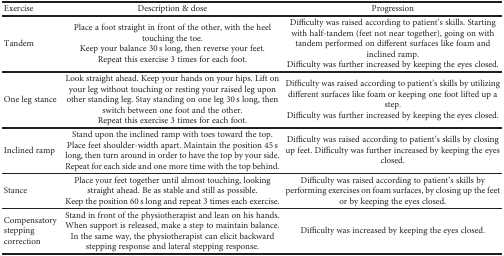 Exercise Description & dose Progression
Tandem
Place a foot straight in front of the other, with the heel
touching the toe.
Keep your balance 30 s long, then reverse your feet.
Repeat this exercise 3 times for each foot.
Difficulty was raised according to patient's skills. Starting
with half-tandem (feet not near together), going on with
tandem performed on different surfaces like foam and
inclined ramp.
Difficulty was further increased by keeping the eyes closed.
One leg stance
Look straight ahead. Keep your hands on your hips. Lift on
your leg without touching or resting your raised leg upon
other standing leg. Stay standing on one leg 30 s long, then
switch between one foot and the other.
Repeat this exercise 3 times for each foot.
Difficulty was raised according to patient's skills by utilizing
different surfaces like foam or keeping one foot lifted up a
step.
Difficulty was further increased by keeping the eyes closed.
Inclined ramp
Stand upon the inclined ramp with toes toward the top.
Place feet shoulder-width apart. Maintain the position 45 s
long, then turn around in order to have the top by your side.
Repeat for each side and one more time with the top behind.
Difficulty was raised according to patient's skills by closing
up feet. Difficulty was further increased by keeping the eyes
closed.
Stance
Place your feet together until almost touching, looking
straight ahead. Be as stable and still as possible.
Keep the position 60 s long and repeat 3 times each exercise.
Difficulty was raised according to patient's skills by
performing exercises on foam surfaces, by closing up the feet
or by keeping the eyes closed.
Compensatory
stepping
correction
Stand in front of the physiotherapist and lean on his hands.
When support is released, make a step to maintain balance.
In the same way, the physiotherapist can elicit backward
stepping response and lateral stepping response.
Difficulty was increased by keeping the eyes closed.